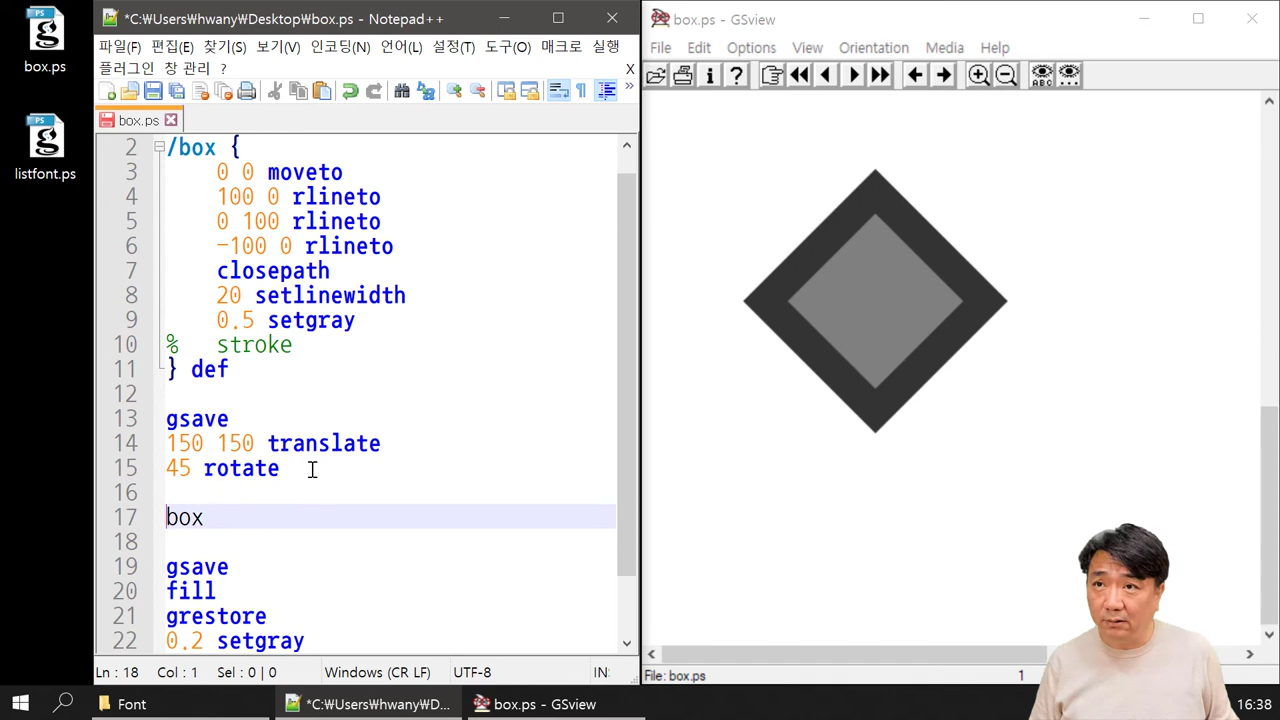 box.ps
listfont.ps
*C:₩Users₩hwany₩Desktop₩box.ps - Notepad++
파일(F) 편집(E) 찾기(S) 보기(V) 인코딩(N) 언어(L) 설정(T) 도구(O) 매크로 실행
플러그인 창 관리 ? X
box.ps
2 /box {
3 0 0 moveto
4 100 0 rlineto
5 0 100 rlineto
6 -100 0 rlineto
7 closepath
8 20 setlinewidth
9 0.5 setgray
10 % stroke
11 } def
12
13 gsave
14 150 150 translate
15 45 rotate
16
17 box
18
19 gsave
20 fill
21 grestore
22 0.2 setgray
Ln : 18 Col : 1 Sel : 0 | 0 Windows (CR LF) UTF-8 IN:
box.ps - GSview
File Edit Options View Orientation Media Help
File: box.ps 1
Font
*C:₩Users₩hwany₩D...
box.ps - GSview
16:38